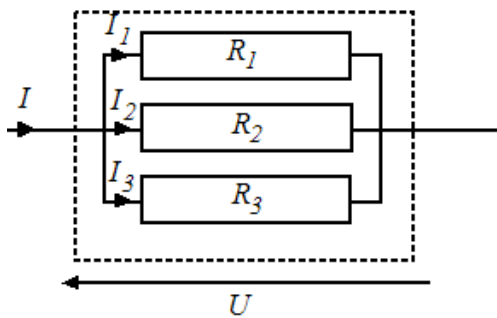 I₁
R₁
I
I₂
R₂
I₃
R₃
U